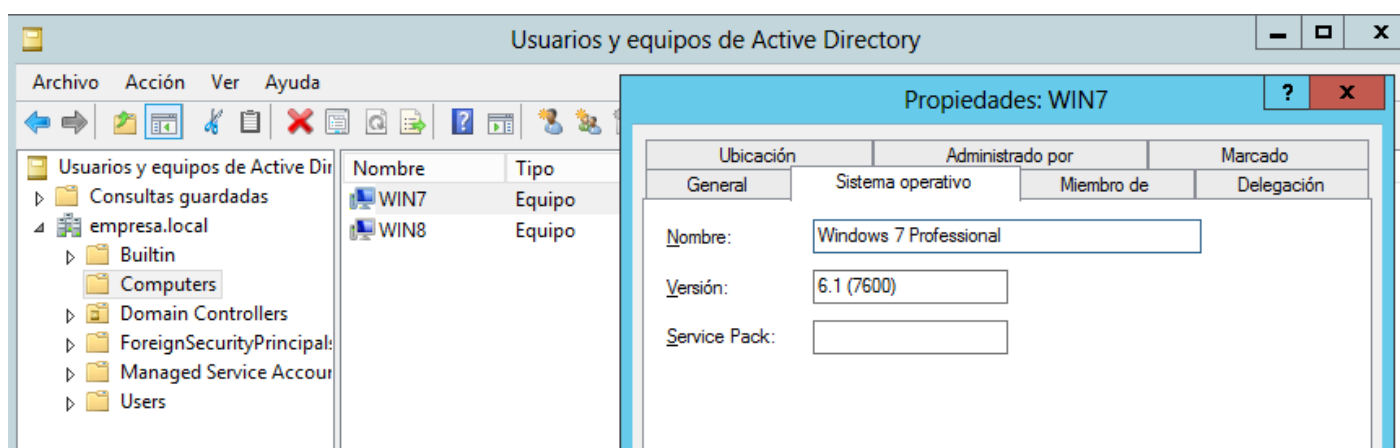 Usuarios y equipos de Active Directory
Archivo Acción Ver Ayuda
Usuarios y equipos de Active Dir
Consultas guardadas
empresa.local
Builtin
Computers
Domain Controllers
ForeignSecurityPrincipals
Managed Service Accour
Users
Nombre Tipo
WIN7 Equipo
WIN8 Equipo
Propiedades: WIN7
Ubicación Administrado por Marcado
General Sistema operativo Miembro de Delegación
Nombre: Windows 7 Professional
Versión: 6.1 (7600)
Service Pack: